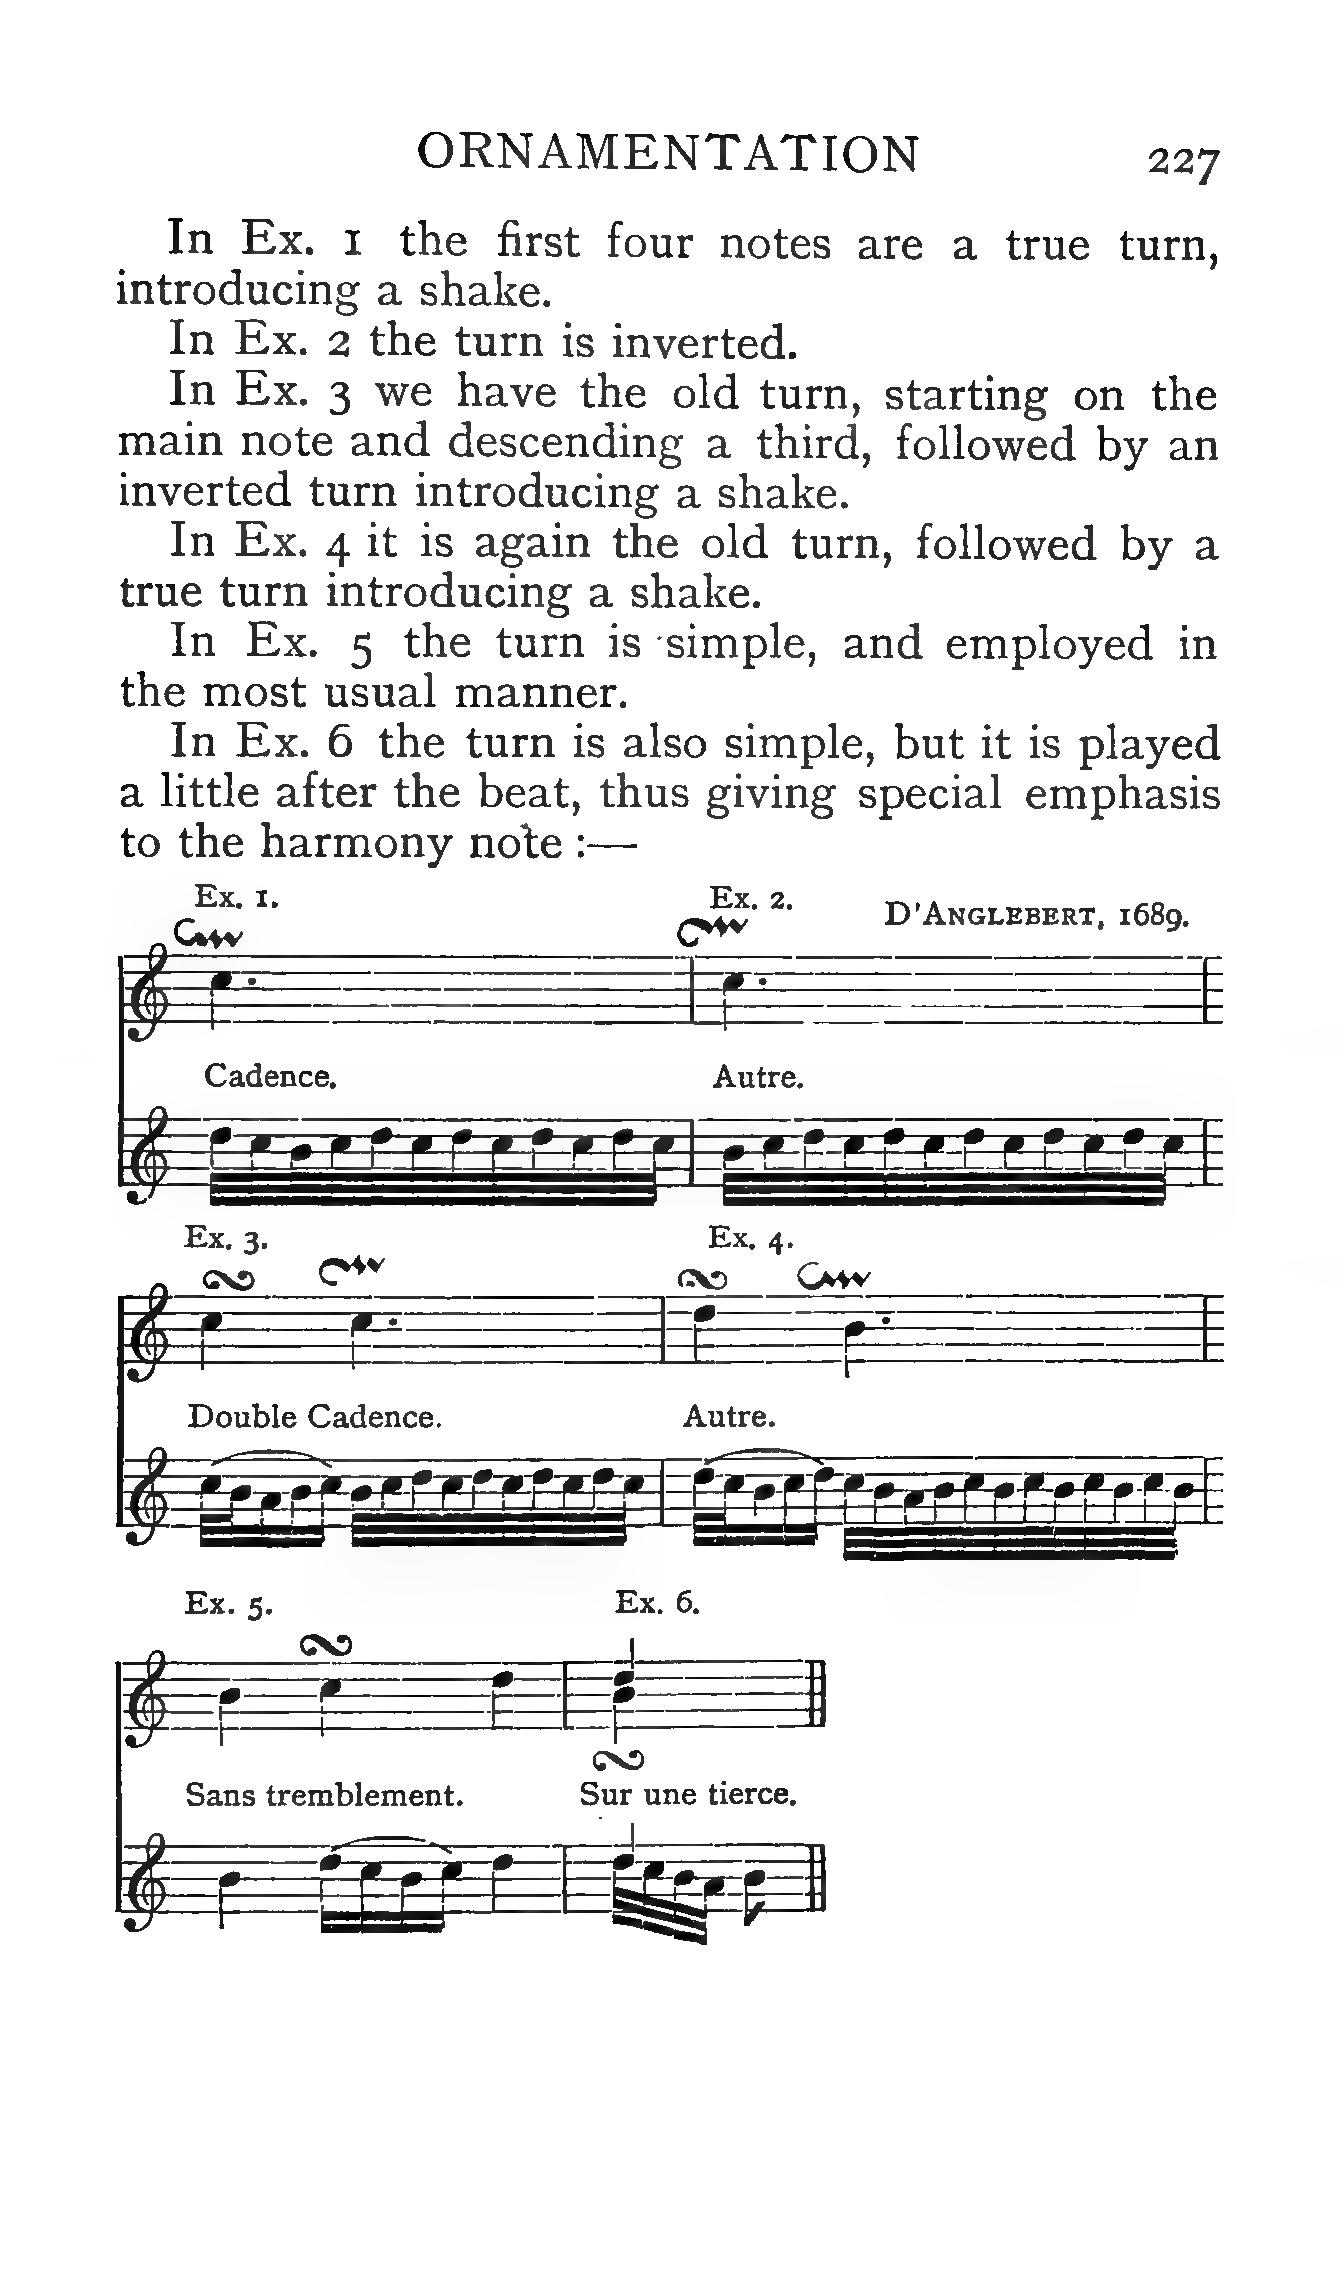 ORNAMENTATION 227
In Ex. 1 the first four notes are a true turn,
introducing a shake.
In Ex. 2 the turn is inverted.
In Ex. 3 we have the old turn, starting on the
main note and descending a third, followed by an
inverted turn introducing a shake.
In Ex. 4 it is again the old turn, followed by a
true turn introducing a shake.
In Ex. 5 the turn is simple, and employed in
the most usual manner.
In Ex. 6 the turn is also simple, but it is played
a little after the beat, thus giving special emphasis
to the harmony note :—
Ex. 1. Ex. 2. D'ANGLEBERT, 1689.
Cadence. Autre.
Ex. 3. Ex. 4.
Double Cadence. Autre.
Ex. 5. Ex. 6.
Sans tremblement. Sur une tierce.